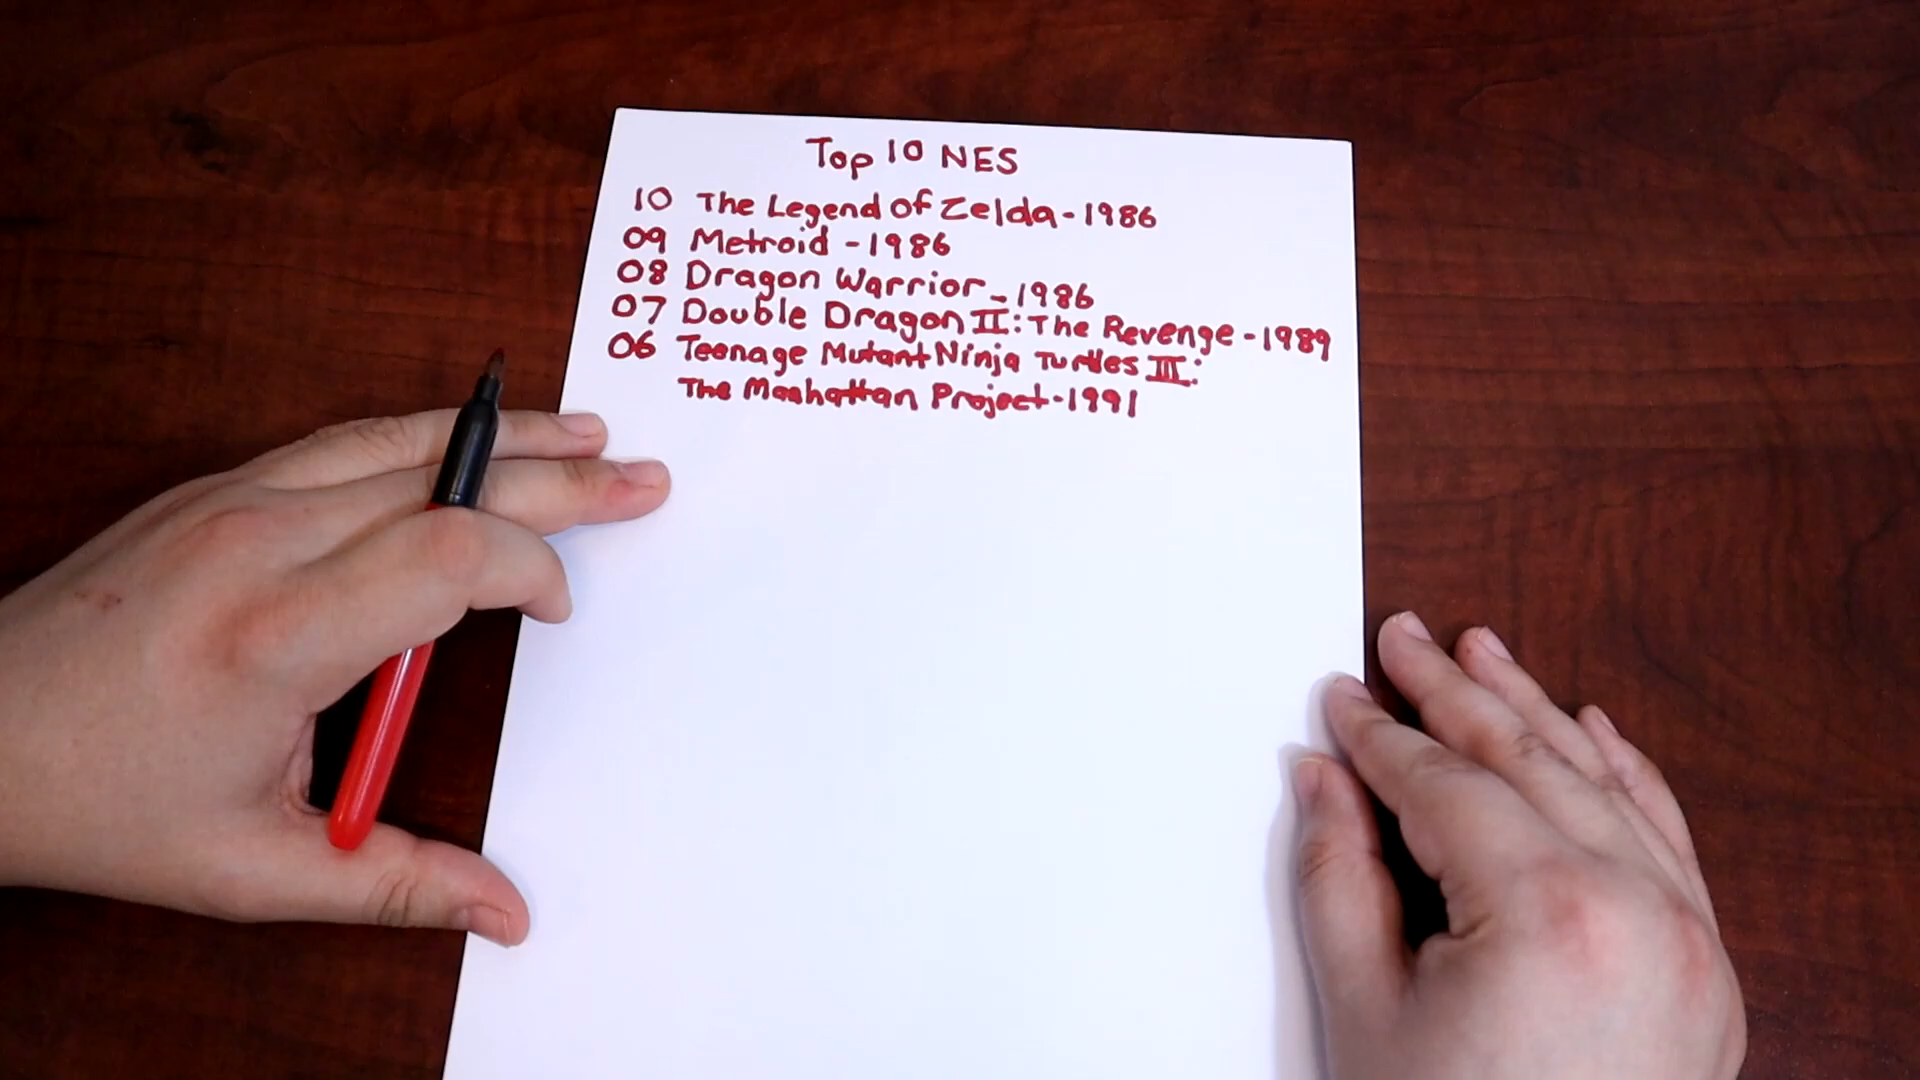 Top 10 NES
10 The Legend Of Zelda-1986
09 Metroid -1986
08 Dragon Warrior-1986
07 Double Dragon II: The Revenge-1989
06 Teenage Mutant Ninja Turtles III:
The Manhattan Project-1991